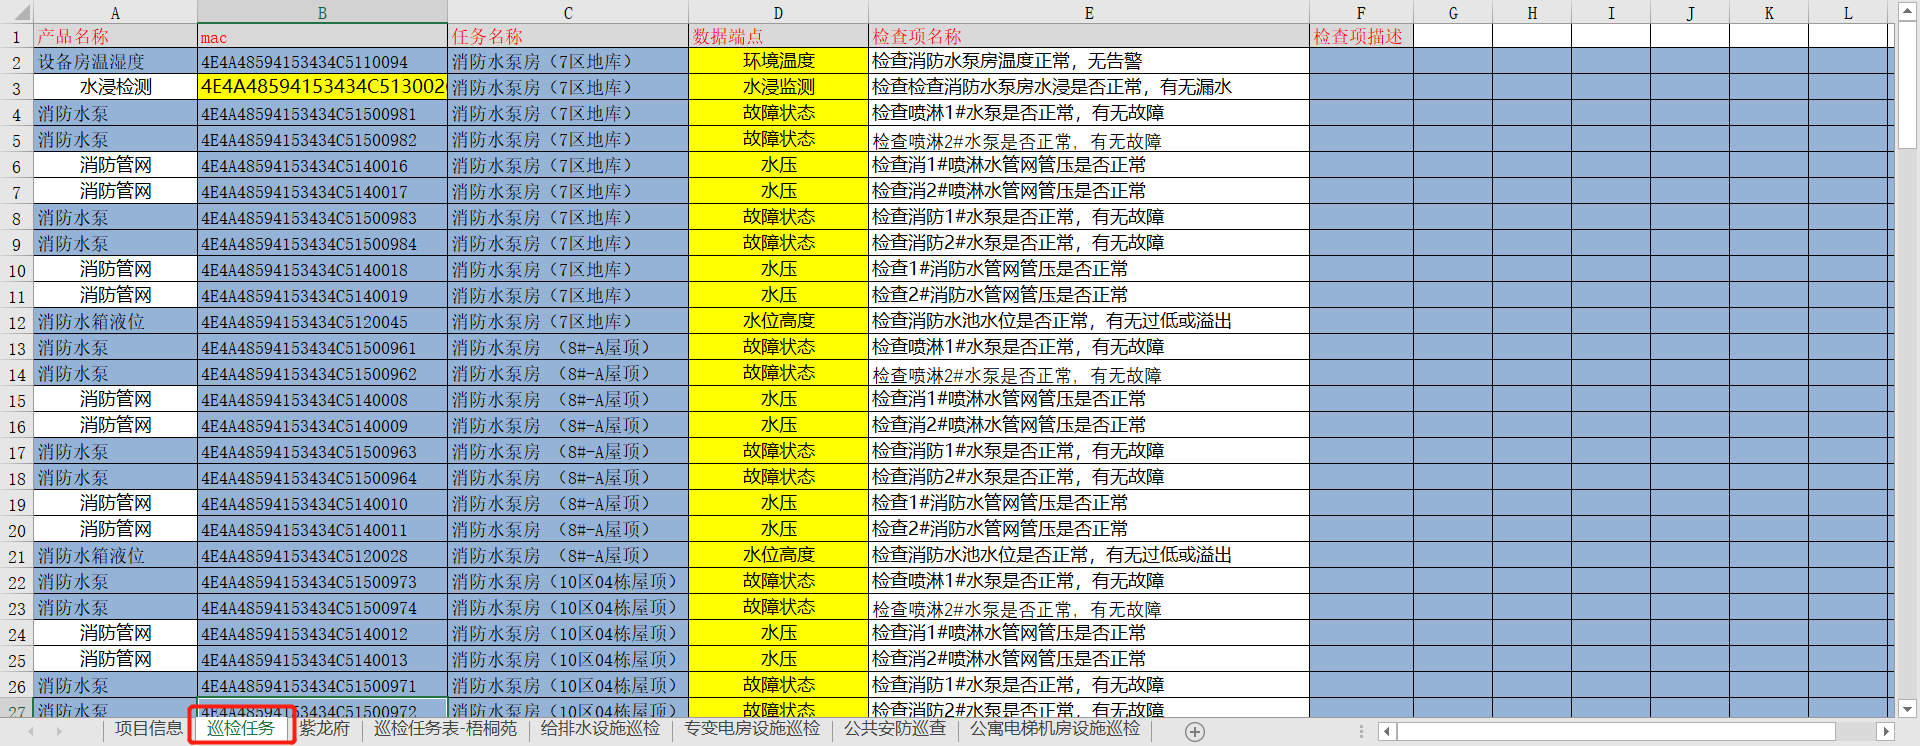 A B C D E F G H I J K L
1 产品名称 mac 任务名称 数据端点 检查项名称 检查项描述
2 设备房温湿度 4E4A48594153434C5110094 消防水泵房（7区地库） 环境温度 检查消防水泵房温度正常，无告警
3 水浸检测 4E4A48594153434C513002 消防水泵房（7区地库） 水浸监测 检查检查消防水泵房水浸是否正常，有无漏水
4 消防水泵 4E4A48594153434C51500981 消防水泵房（7区地库） 故障状态 检查喷淋1#水泵是否正常，有无故障
5 消防水泵 4E4A48594153434C51500982 消防水泵房（7区地库） 故障状态 检查喷淋2#水泵是否正常，有无故障
6 消防管网 4E4A48594153434C5140016 消防水泵房（7区地库） 水压 检查消1#喷淋水管网管压是否正常
7 消防管网 4E4A48594153434C5140017 消防水泵房（7区地库） 水压 检查消2#喷淋水管网管压是否正常
8 消防水泵 4E4A48594153434C51500983 消防水泵房（7区地库） 故障状态 检查消防1#水泵是否正常，有无故障
9 消防水泵 4E4A48594153434C51500984 消防水泵房（7区地库） 故障状态 检查消防2#水泵是否正常，有无故障
10 消防管网 4E4A48594153434C5140018 消防水泵房（7区地库） 水压 检查1#消防水管网管压是否正常
11 消防管网 4E4A48594153434C5140019 消防水泵房（7区地库） 水压 检查2#消防水管网管压是否正常
12 消防水箱液位 4E4A48594153434C5120045 消防水泵房（7区地库） 水位高度 检查消防水池水位是否正常，有无过低或溢出
13 消防水泵 4E4A48594153434C51500961 消防水泵房 （8#-A屋顶） 故障状态 检查喷淋1#水泵是否正常，有无故障
14 消防水泵 4E4A48594153434C51500962 消防水泵房 （8#-A屋顶） 故障状态 检查喷淋2#水泵是否正常，有无故障
15 消防管网 4E4A48594153434C5140008 消防水泵房 （8#-A屋顶） 水压 检查消1#喷淋水管网管压是否正常
16 消防管网 4E4A48594153434C5140009 消防水泵房 （8#-A屋顶） 水压 检查消2#喷淋水管网管压是否正常
17 消防水泵 4E4A48594153434C51500963 消防水泵房 （8#-A屋顶） 故障状态 检查消防1#水泵是否正常，有无故障
18 消防水泵 4E4A48594153434C51500964 消防水泵房 （8#-A屋顶） 故障状态 检查消防2#水泵是否正常，有无故障
19 消防管网 4E4A48594153434C5140010 消防水泵房 （8#-A屋顶） 水压 检查1#消防水管网管压是否正常
20 消防管网 4E4A48594153434C5140011 消防水泵房 （8#-A屋顶） 水压 检查2#消防水管网管压是否正常
21 消防水箱液位 4E4A48594153434C5120028 消防水泵房 （8#-A屋顶） 水位高度 检查消防水池水位是否正常，有无过低或溢出
22 消防水泵 4E4A48594153434C51500973 消防水泵房（10区04栋屋顶） 故障状态 检查喷淋1#水泵是否正常，有无故障
23 消防水泵 4E4A48594153434C51500974 消防水泵房（10区04栋屋顶） 故障状态 检查喷淋2#水泵是否正常，有无故障
24 消防管网 4E4A48594153434C5140012 消防水泵房（10区04栋屋顶） 水压 检查消1#喷淋水管网管压是否正常
25 消防管网 4E4A48594153434C5140013 消防水泵房（10区04栋屋顶） 水压 检查消2#喷淋水管网管压是否正常
26 消防水泵 4E4A48594153434C51500971 消防水泵房（10区04栋屋顶） 故障状态 检查消防1#水泵是否正常，有无故障
27 消防水泵 4E4A48594153434C51500972 消防水泵房（10区04栋屋顶） 故障状态 检查消防2#水泵是否正常，有无故障
项目信息 巡检任务 紫龙府 巡检任务表-梧桐苑 给排水设施巡检 专变电房设施巡检 公共安防巡查 公寓电梯机房设施巡检